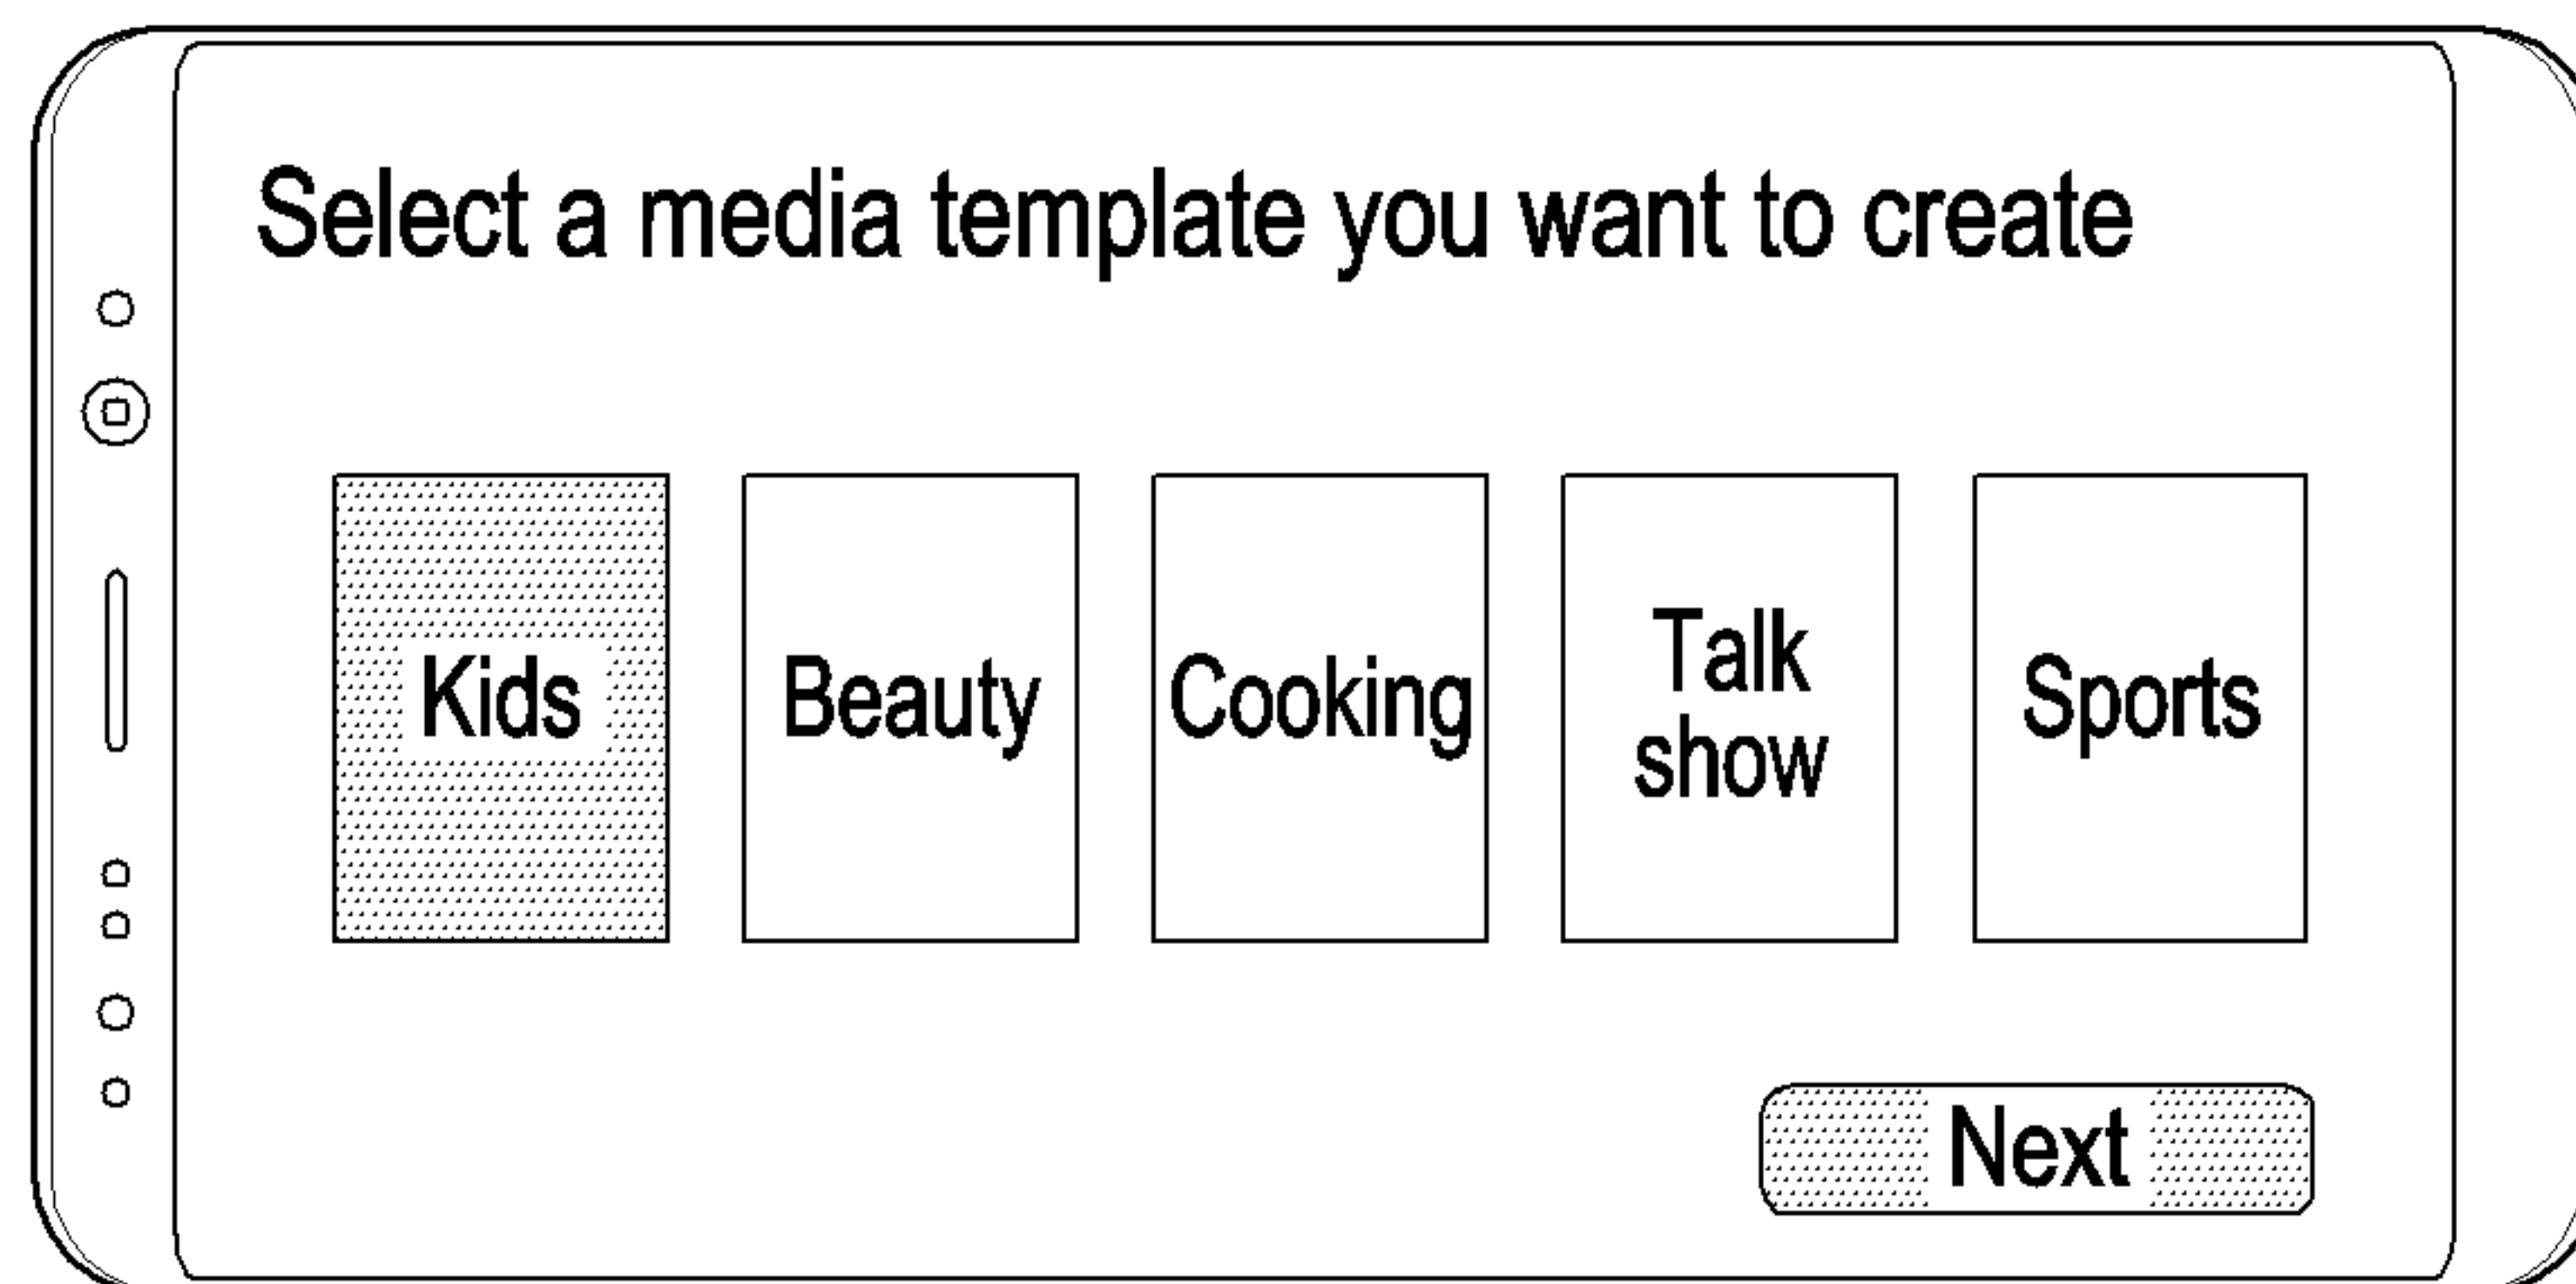 Select a media template you want to create
Kids
Beauty
Cooking
Talk
show
Sports
Next